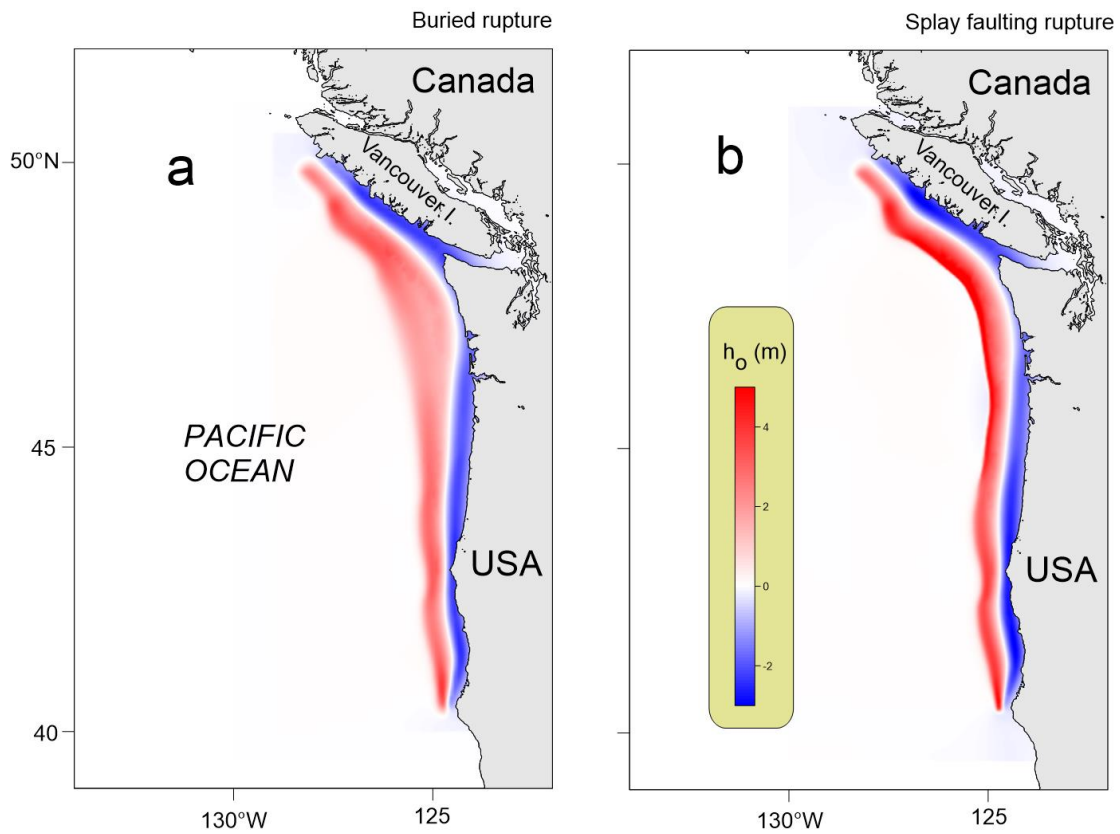 Buried rupture
Canada
Vancouver I.
50°N
a
PACIFIC
OCEAN
45
USA
40
130°W
125
Splay faulting rupture
Canada
Vancouver I.
b
h₀ (m)
4
2
0
-2
USA
130°W
125